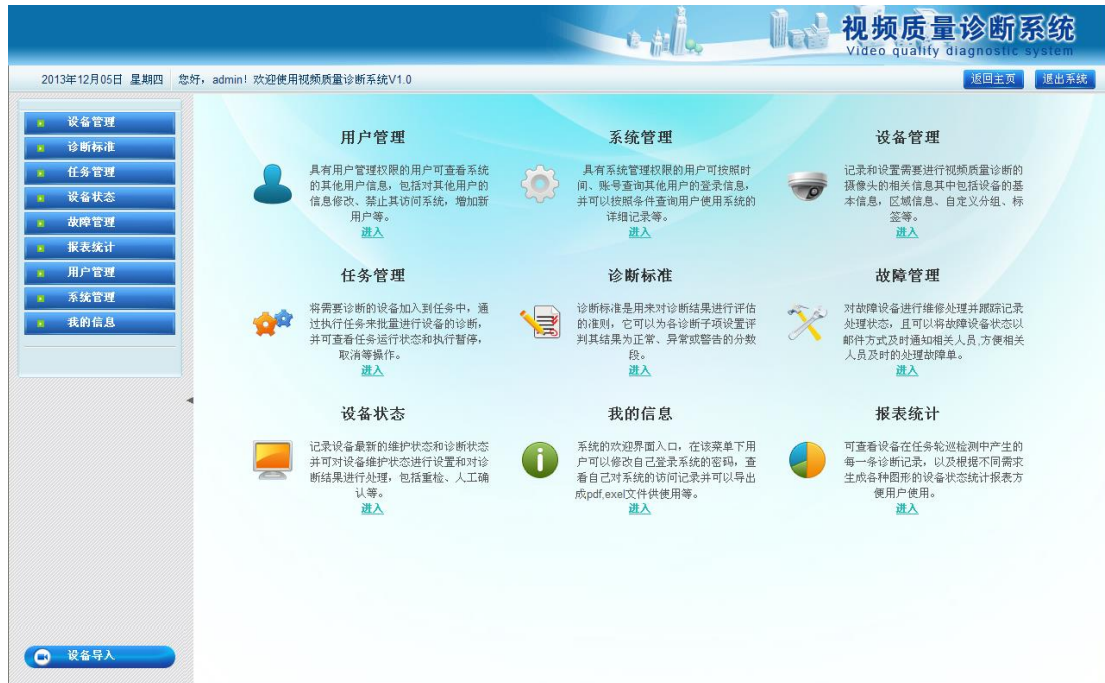 视频质量诊断系统
Video quality diagnostic system
2013年12月05日 星期四 您好，admin！欢迎使用视频质量诊断系统V1.0
返回主页
退出系统
设备管理
诊断标准
任务管理
设备状态
故障管理
报表统计
用户管理
系统管理
我的信息
用户管理
具有用户管理权限的用户可查看系统
的其他用户信息，包括对其他用户的
信息修改、禁止其访问系统，增加新
用户等。
进入
系统管理
具有系统管理权限的用户可按照时
间、账号查询其他用户的登录信息，
并可以按照条件查询用户使用系统的
详细记录等。
进入
设备管理
记录和设置需要进行视频质量诊断的
摄像头的相关信息其中包括设备的基
本信息，区域信息、自定义分组、标
签等。
进入
任务管理
将需要诊断的设备加入到任务中，通
过执行任务来批量进行设备的诊断，
并可查看任务运行状态和执行暂停，
取消等操作。
进入
诊断标准
诊断标准是用来对诊断结果进行评估
的准则，它可以为各诊断子项设置评
判其结果为正常、异常或警告的分数
段。
进入
故障管理
对故障设备进行维修处理并跟踪记录
处理状态，且可以将故障设备状态以
邮件方式及时通知相关人员,方便相关
人员及时的处理故障单。
进入
设备状态
记录设备最新的维护状态和诊断状态
并可对设备维护状态进行设置和对诊
断结果进行处理，包括重检、人工确
认等。
进入
我的信息
系统的欢迎界面入口，在该菜单下用
户可以修改自己登录系统的密码，查
看自己对系统的访问记录并可以导出
成pdf,exel文件供使用等。
进入
报表统计
可查看设备在任务轮巡检测中产生的
每一条诊断记录，以及根据不同需求
生成各种图形的设备状态统计报表方
便用户使用。
进入
设备导入